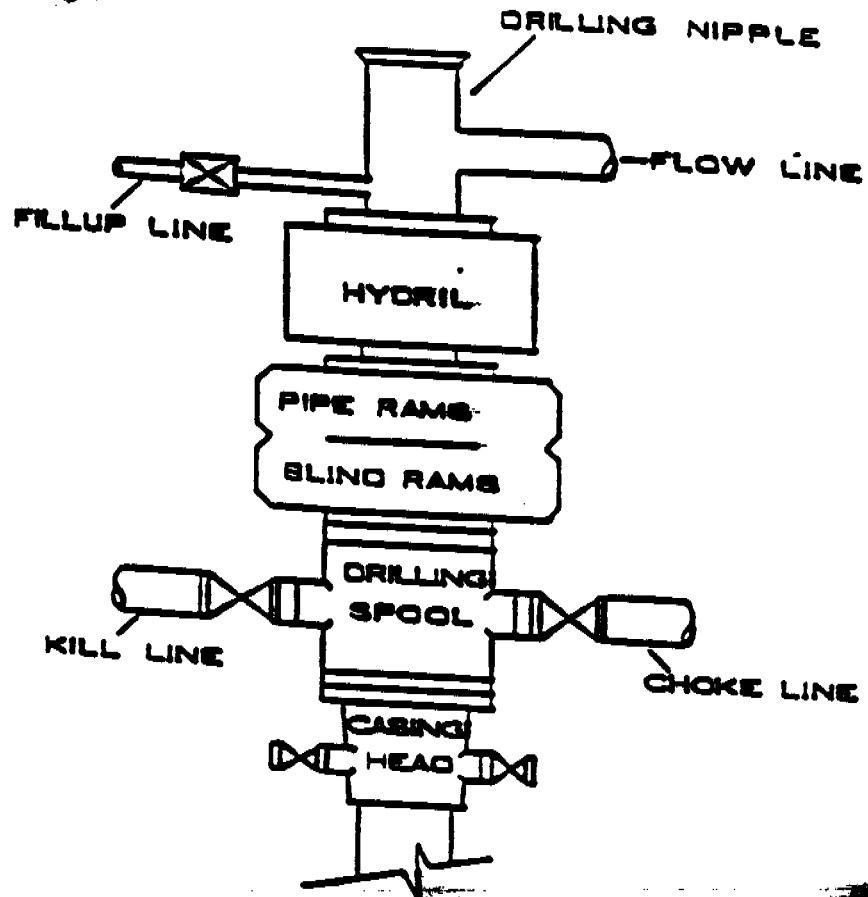 DRILLING NIPPLE
FLOW LINE
FILLUP LINE
HYDRIL
PIPE RAMS
BLIND RAMS
DRILLING
SPOOL
KILL LINE
CHOKE LINE
CASING
HEAD